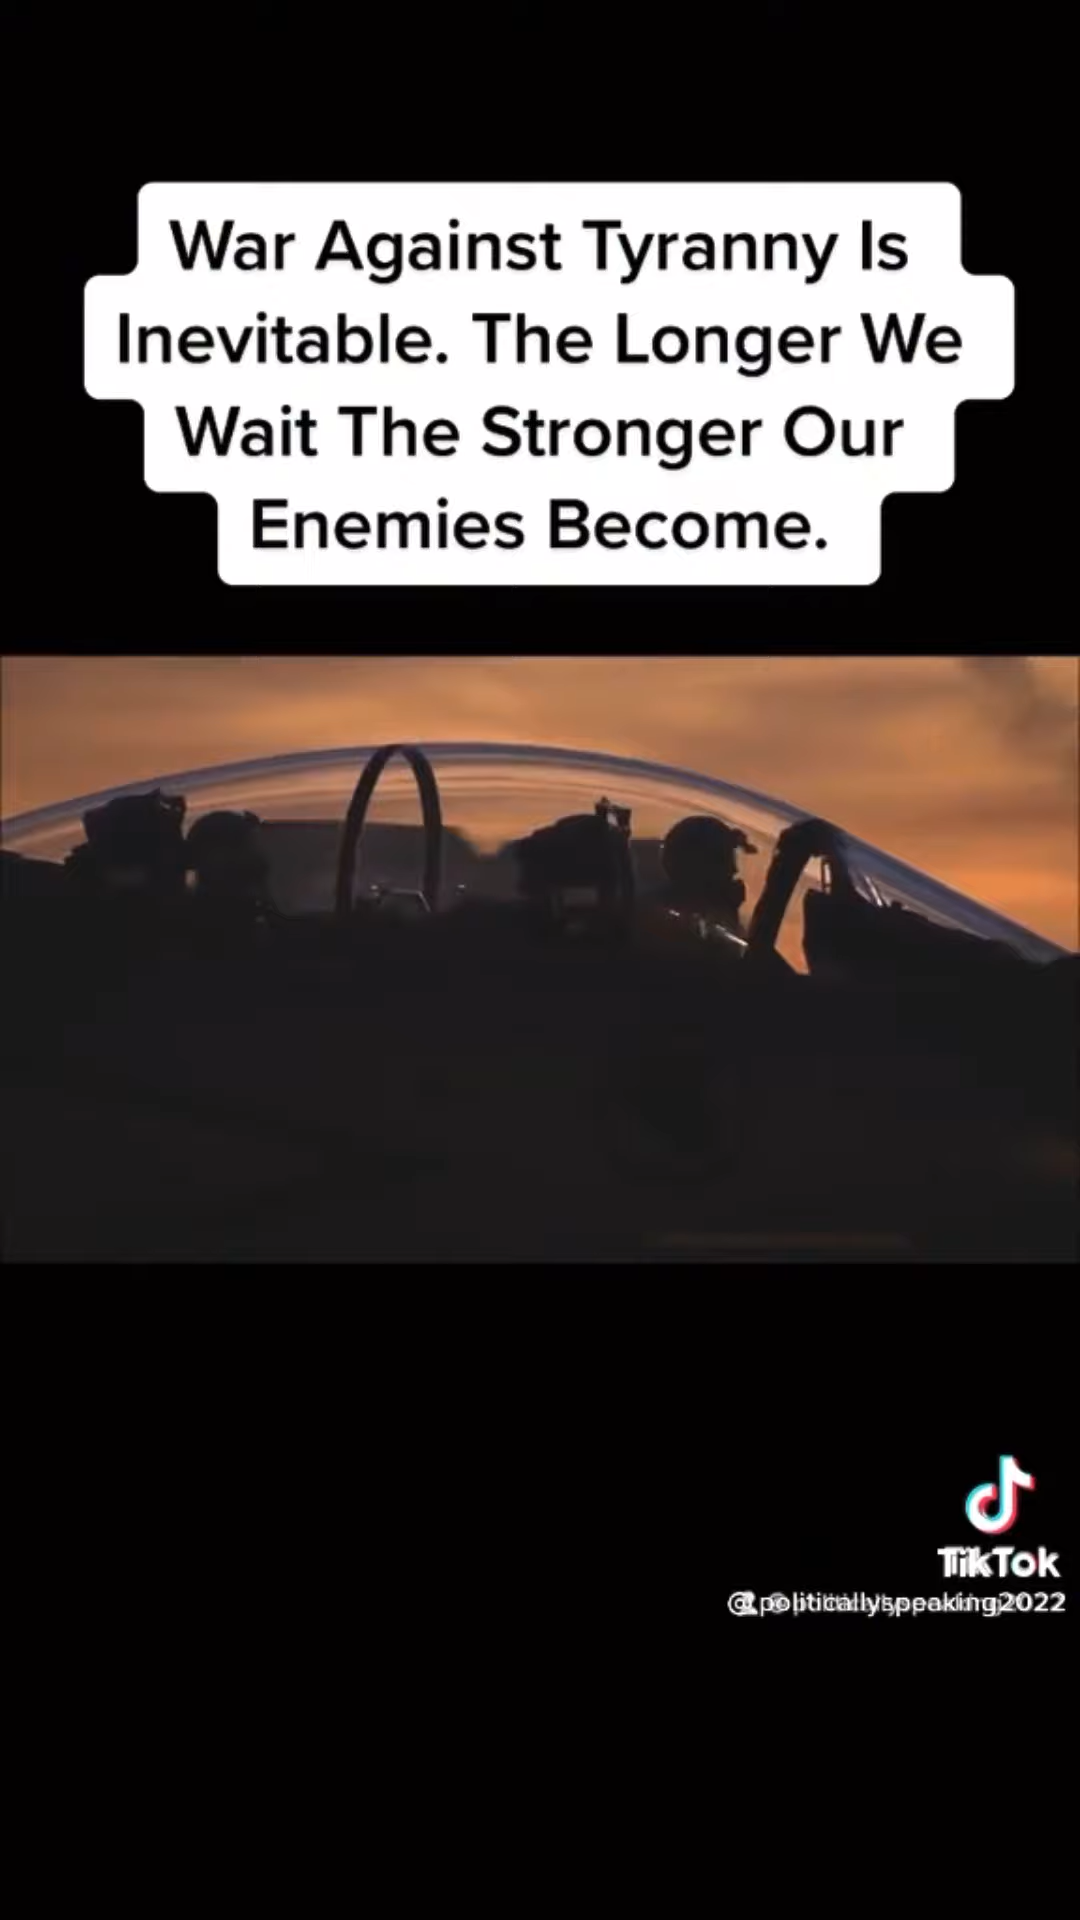 War Against Tyranny Is
Inevitable. The Longer We
Wait The Stronger Our
Enemies Become.
TikTok
@politicallyspeaking2022